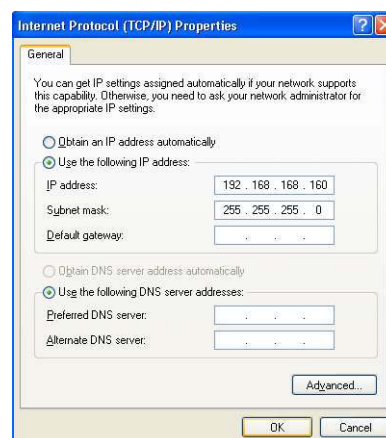 Internet Protocol (TCP/IP) Properties
General
You can get IP settings assigned automatically if your network supports
this capability. Otherwise, you need to ask your network administrator for
the appropriate IP settings.
Obtain an IP address automatically
Use the following IP address:
IP address: 192 . 168 . 168 . 160
Subnet mask: 255 . 255 . 255 . 0
Default gateway: . . .
Obtain DNS server address automatically
Use the following DNS server addresses:
Preferred DNS server: . . .
Alternate DNS server: . . .
Advanced...
OK Cancel